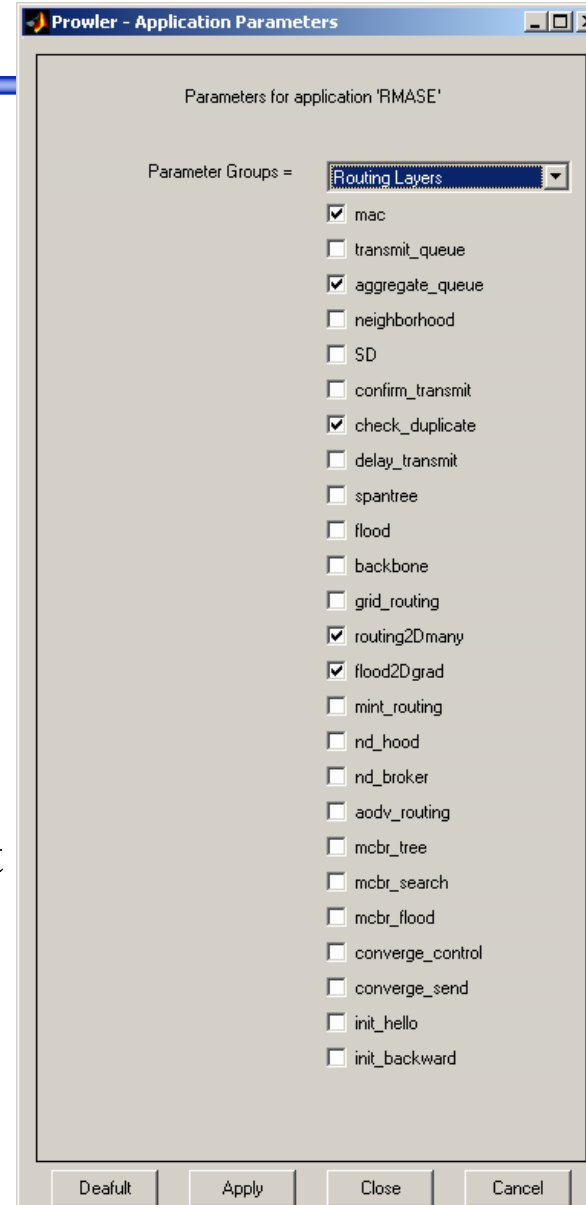 Prowler - Application Parameters
Parameters for application 'RMASE'
Parameter Groups = Routing Layers
mac
transmit_queue
aggregate_queue
neighborhood
SD
confirm_transmit
check_duplicate
delay_transmit
spantree
flood
backbone
grid_routing
routing2Dmany
flood2Dgrad
mint_routing
nd_hood
nd_broker
aodv_routing
mcbr_tree
mcbr_search
mcbr_flood
converge_control
converge_send
init_hello
init_backward
Deafult Apply Close Cancel